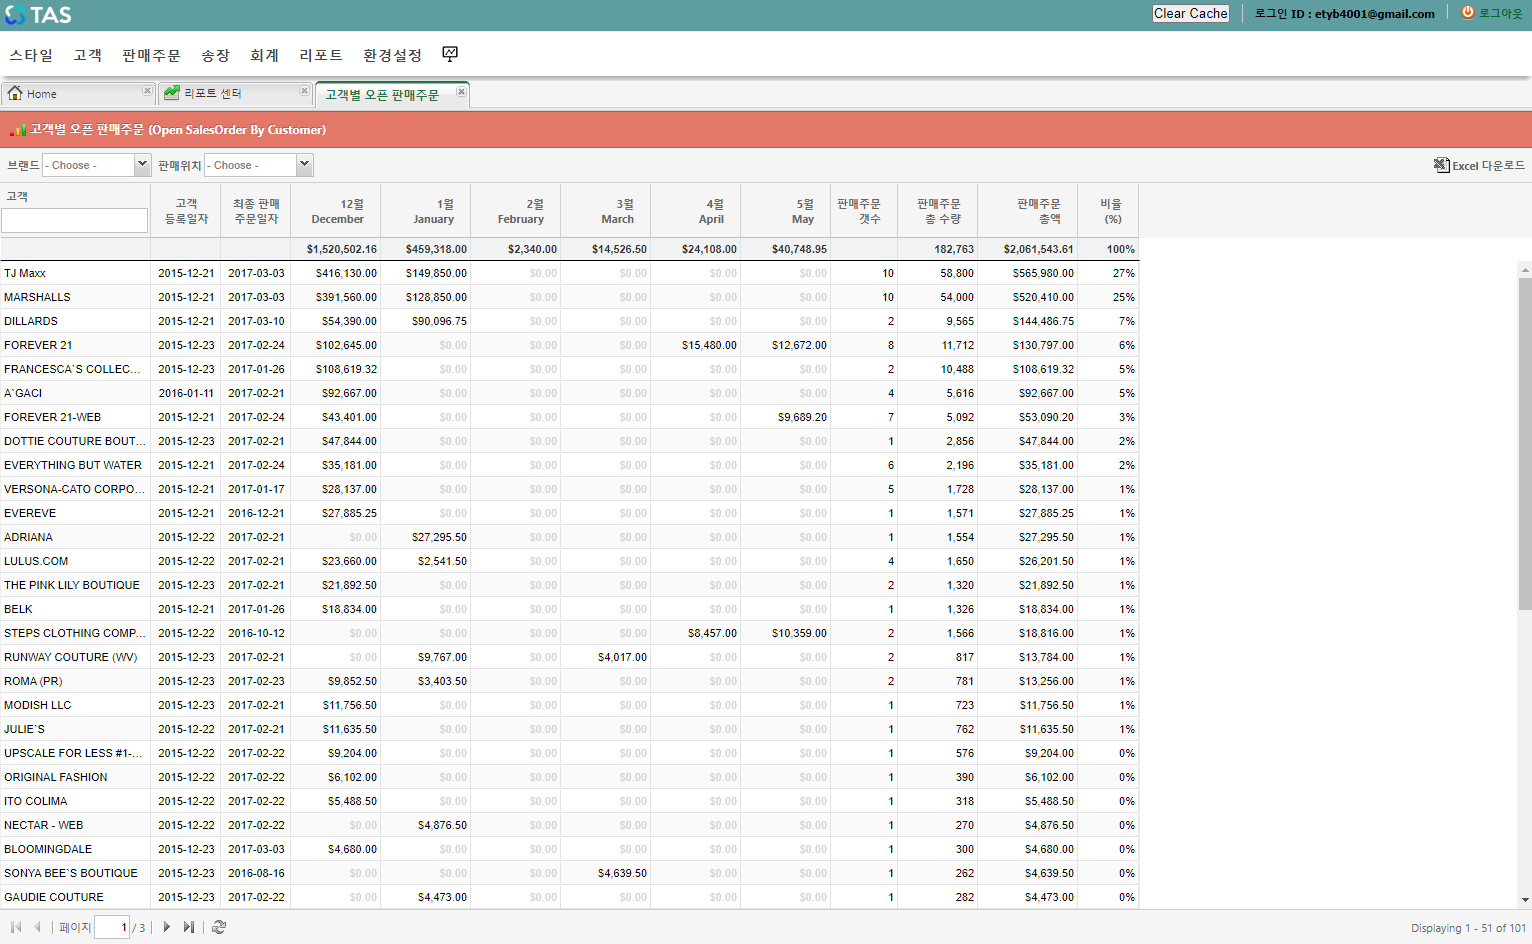 TAS
Clear Cache 로그인 ID : etyb4001@gmail.com 로그아웃
스타일 고객 판매주문 송장 회계 리포트 환경설정
Home 리포트 센터 고객별 오픈 판매주문
고객별 오픈 판매주문 (Open SalesOrder By Customer)
브랜드 - Choose - 판매위치 - Choose - Excel 다운로드
고객 고객 등록일자 최종 판매 주문일자 12월 December 1월 January 2월 February 3월 March 4월 April 5월 May 판매주문 갯수 판매주문 총 수량 판매주문 총액 비율 (%)
$1,520,502.16 $459,318.00 $2,340.00 $14,526.50 $24,108.00 $40,748.95 182,763 $2,061,543.61 100%
TJ Maxx 2015-12-21 2017-03-03 $416,130.00 $149,850.00 $0.00 $0.00 $0.00 $0.00 10 58,800 $565,980.00 27%
MARSHALLS 2015-12-21 2017-03-03 $391,560.00 $128,850.00 $0.00 $0.00 $0.00 $0.00 10 54,000 $520,410.00 25%
DILLARDS 2015-12-21 2017-03-10 $54,390.00 $90,096.75 $0.00 $0.00 $0.00 $0.00 2 9,565 $144,486.75 7%
FOREVER 21 2015-12-23 2017-02-24 $102,645.00 $0.00 $0.00 $0.00 $15,480.00 $12,672.00 8 11,712 $130,797.00 6%
FRANCESCA`S COLLEC... 2015-12-23 2017-01-26 $108,619.32 $0.00 $0.00 $0.00 $0.00 $0.00 2 10,488 $108,619.32 5%
A`GACI 2016-01-11 2017-02-21 $92,667.00 $0.00 $0.00 $0.00 $0.00 $0.00 4 5,616 $92,667.00 5%
FOREVER 21-WEB 2015-12-21 2017-02-24 $43,401.00 $0.00 $0.00 $0.00 $0.00 $9,689.20 7 5,092 $53,090.20 3%
DOTTIE COUTURE BOUT... 2015-12-23 2017-02-21 $47,844.00 $0.00 $0.00 $0.00 $0.00 $0.00 1 2,856 $47,844.00 2%
EVERYTHING BUT WATER 2015-12-21 2017-02-24 $35,181.00 $0.00 $0.00 $0.00 $0.00 $0.00 6 2,196 $35,181.00 2%
VERSONA-CATO CORPO... 2015-12-21 2017-01-17 $28,137.00 $0.00 $0.00 $0.00 $0.00 $0.00 5 1,728 $28,137.00 1%
EVEREVE 2015-12-21 2016-12-21 $27,885.25 $0.00 $0.00 $0.00 $0.00 $0.00 1 1,571 $27,885.25 1%
ADRIANA 2015-12-22 2017-02-21 $0.00 $27,295.50 $0.00 $0.00 $0.00 $0.00 1 1,554 $27,295.50 1%
LULUS.COM 2015-12-22 2017-02-21 $23,660.00 $2,541.50 $0.00 $0.00 $0.00 $0.00 4 1,650 $26,201.50 1%
THE PINK LILY BOUTIQUE 2015-12-23 2017-02-21 $21,892.50 $0.00 $0.00 $0.00 $0.00 $0.00 2 1,320 $21,892.50 1%
BELK 2015-12-21 2017-01-26 $18,834.00 $0.00 $0.00 $0.00 $0.00 $0.00 1 1,326 $18,834.00 1%
STEPS CLOTHING COMP... 2015-12-22 2016-10-12 $0.00 $0.00 $0.00 $0.00 $8,457.00 $10,359.00 2 1,566 $18,816.00 1%
RUNWAY COUTURE (WV) 2015-12-23 2017-02-21 $0.00 $9,767.00 $0.00 $4,017.00 $0.00 $0.00 2 817 $13,784.00 1%
ROMA (PR) 2015-12-23 2017-02-23 $9,852.50 $3,403.50 $0.00 $0.00 $0.00 $0.00 2 781 $13,256.00 1%
MODISH LLC 2015-12-23 2017-02-21 $11,756.50 $0.00 $0.00 $0.00 $0.00 $0.00 1 723 $11,756.50 1%
JULIE`S 2015-12-22 2017-02-21 $11,635.50 $0.00 $0.00 $0.00 $0.00 $0.00 1 762 $11,635.50 1%
UPSCALE FOR LESS #1-... 2015-12-22 2017-02-22 $9,204.00 $0.00 $0.00 $0.00 $0.00 $0.00 1 576 $9,204.00 0%
ORIGINAL FASHION 2015-12-22 2017-02-22 $6,102.00 $0.00 $0.00 $0.00 $0.00 $0.00 1 390 $6,102.00 0%
ITO COLIMA 2015-12-22 2017-02-22 $5,488.50 $0.00 $0.00 $0.00 $0.00 $0.00 1 318 $5,488.50 0%
NECTAR - WEB 2015-12-22 2017-02-22 $0.00 $4,876.50 $0.00 $0.00 $0.00 $0.00 1 270 $4,876.50 0%
BLOOMINGDALE 2015-12-23 2017-03-03 $4,680.00 $0.00 $0.00 $0.00 $0.00 $0.00 1 300 $4,680.00 0%
SONYA BEE`S BOUTIQUE 2015-12-23 2016-08-16 $0.00 $0.00 $0.00 $4,639.50 $0.00 $0.00 1 262 $4,639.50 0%
GAUDIE COUTURE 2015-12-23 2017-02-22 $0.00 $4,473.00 $0.00 $0.00 $0.00 $0.00 1 282 $4,473.00 0%
페이지 1 / 3 Displaying 1 - 51 of 101